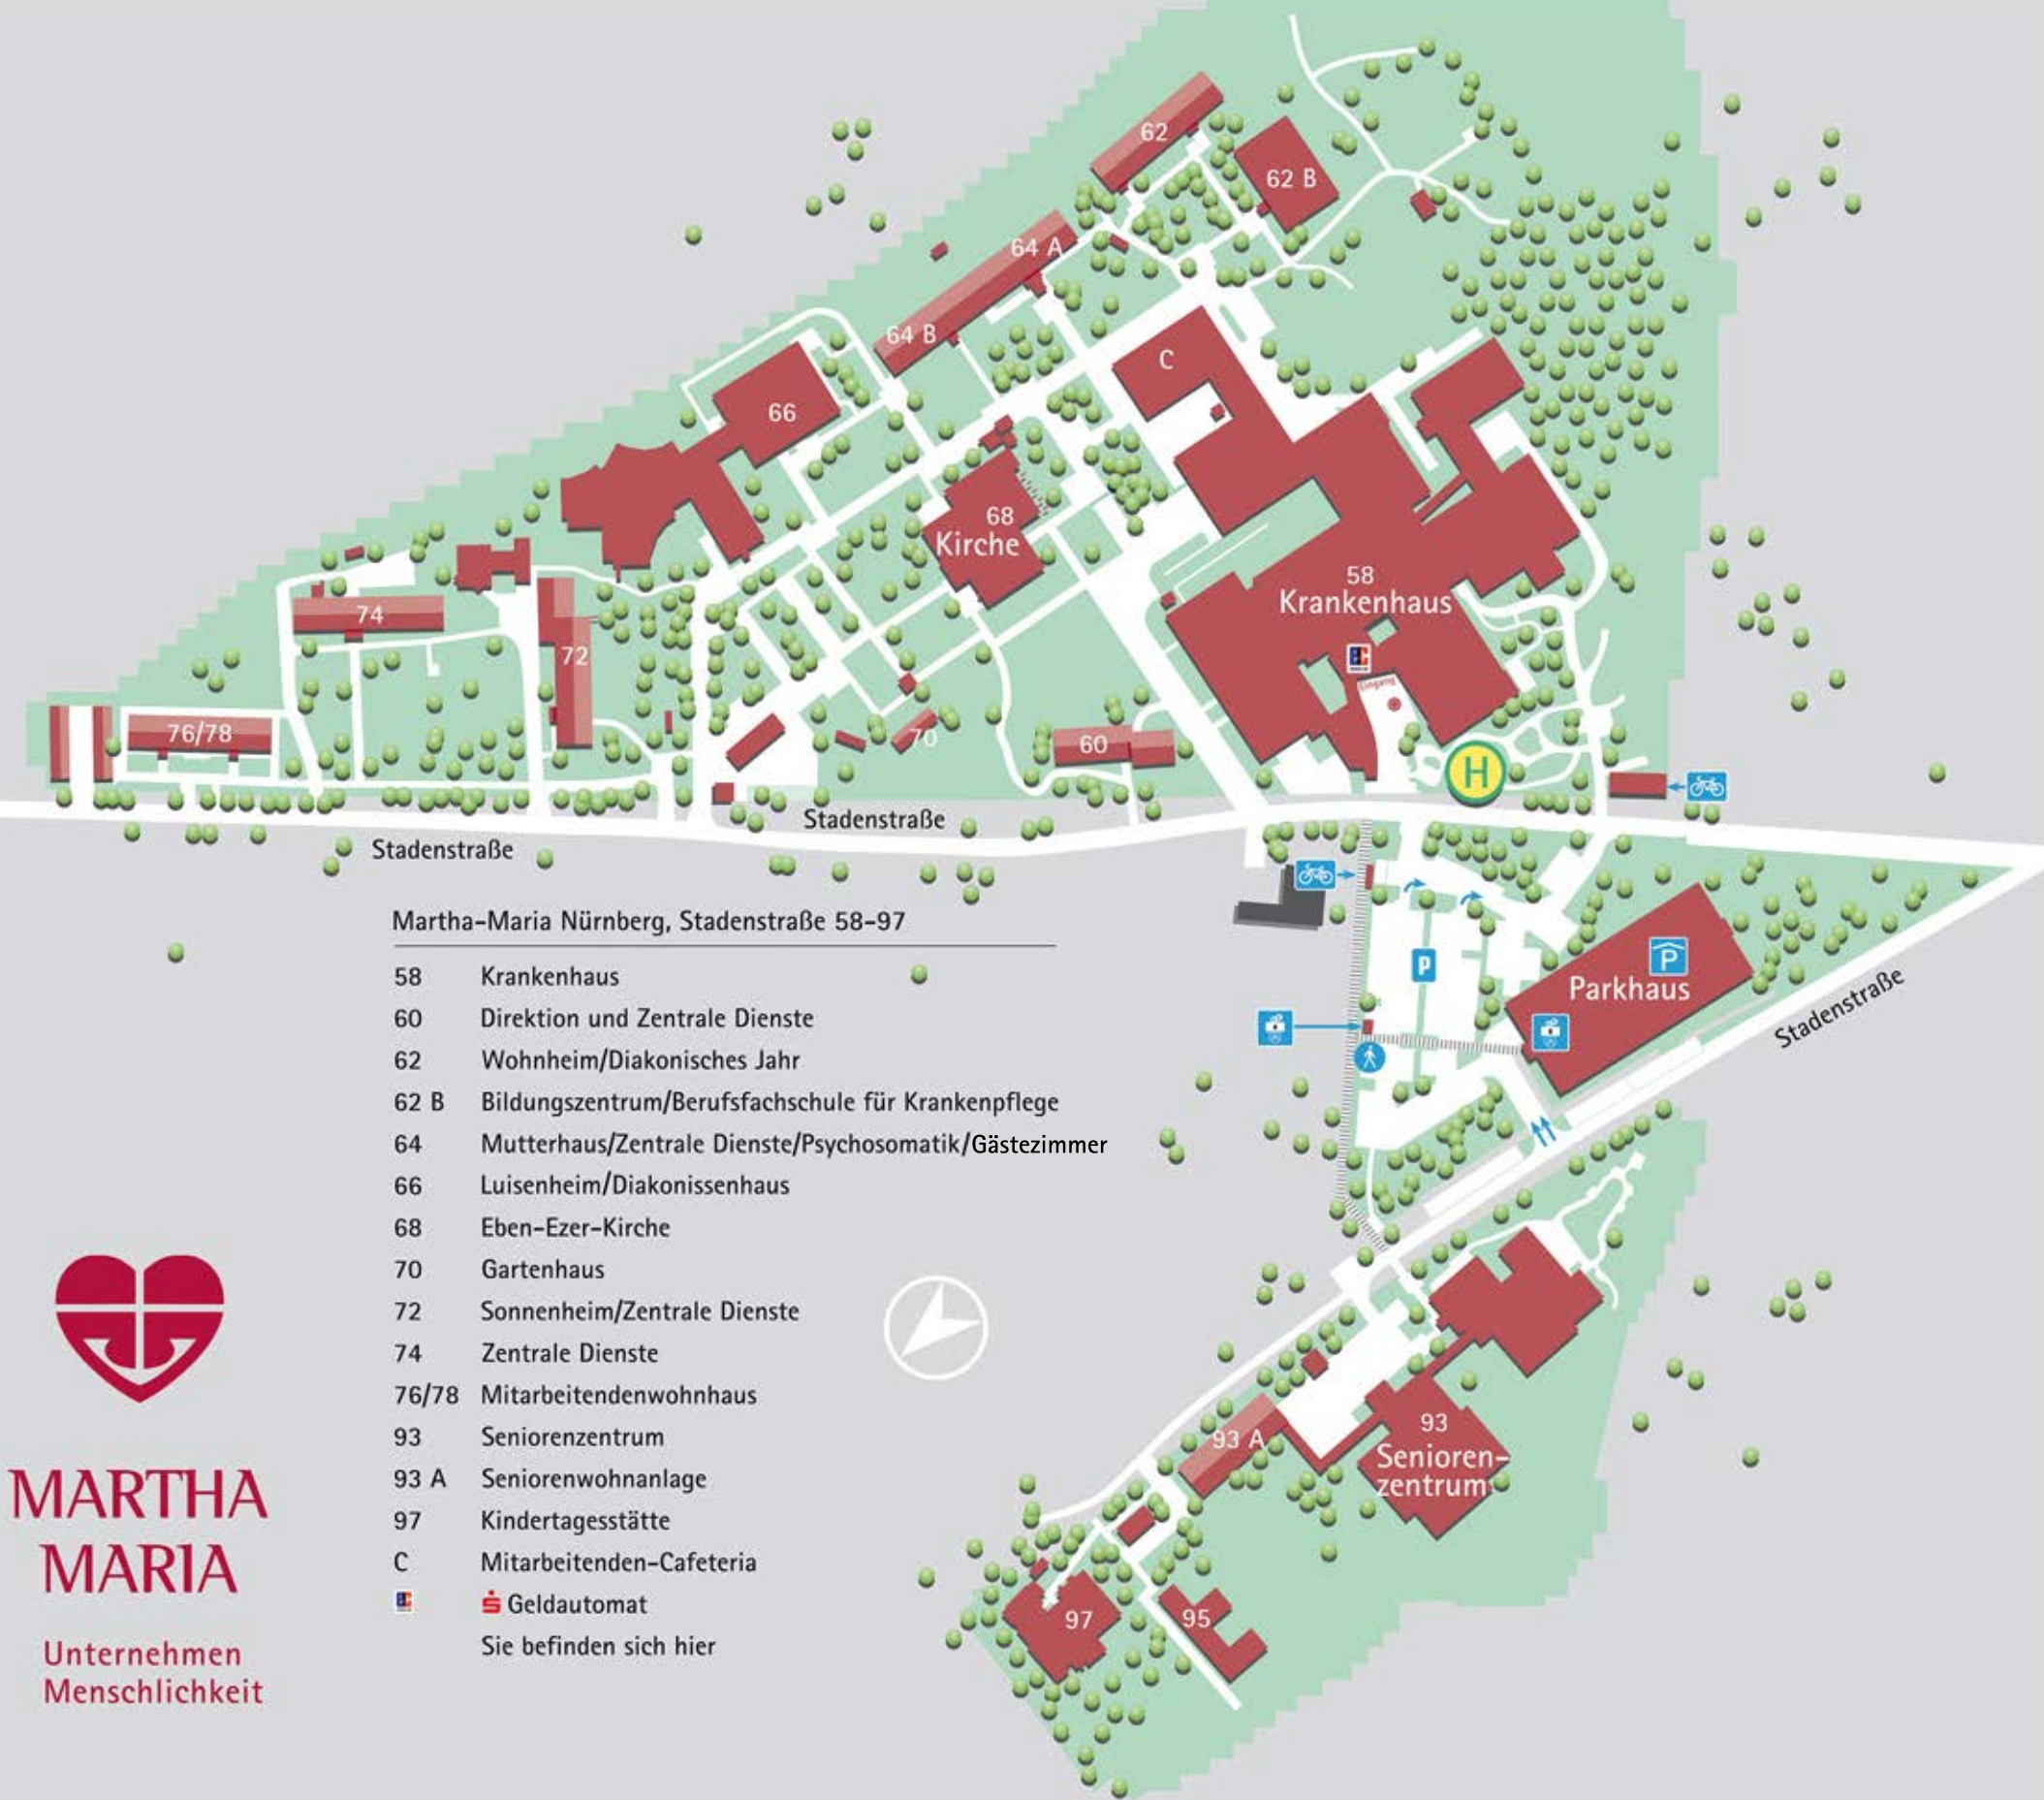 62
62 B
64 A
64 B
C
66
68
Kirche
58
Krankenhaus
Eingang
74
72
76/78
70
60
H
Stadenstraße
Stadenstraße
P
P
Parkhaus
Stadenstraße
Martha-Maria Nürnberg, Stadenstraße 58-97
58 Krankenhaus
60 Direktion und Zentrale Dienste
62 Wohnheim/Diakonisches Jahr
62 B Bildungszentrum/Berufsfachschule für Krankenpflege
64 Mutterhaus/Zentrale Dienste/Psychosomatik/Gästezimmer
66 Luisenheim/Diakonissenhaus
68 Eben-Ezer-Kirche
70 Gartenhaus
72 Sonnenheim/Zentrale Dienste
74 Zentrale Dienste
76/78 Mitarbeitendenwohnhaus
93 Seniorenzentrum
93 A Seniorenwohnanlage
97 Kindertagesstätte
C Mitarbeitenden-Cafeteria
Geldautomat
Sie befinden sich hier
93
Senioren-
zentrum
93 A
97
95
MARTHA
MARIA
Unternehmen
Menschlichkeit